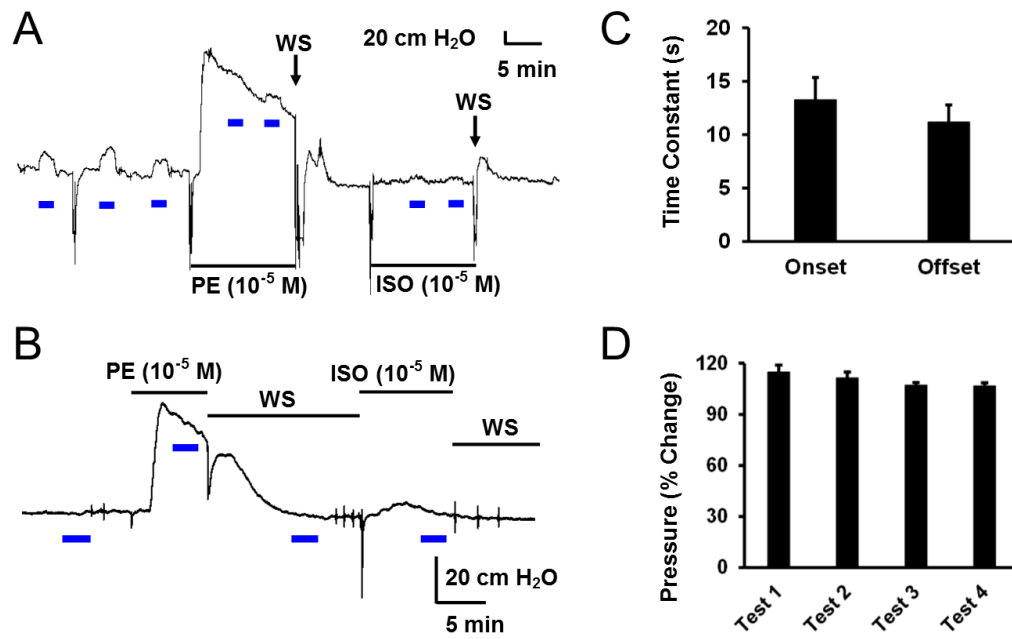 A
WS
20 cm H₂O
5 min
WS
PE (10⁻⁵ M)
ISO (10⁻⁵ M)
B
PE (10⁻⁵ M)
WS
ISO (10⁻⁵ M)
WS
20 cm H₂O
5 min
C
Time Constant (s)
20
15
10
5
0
Onset
Offset
D
Pressure (% Change)
120
90
60
30
0
Test 1
Test 2
Test 3
Test 4